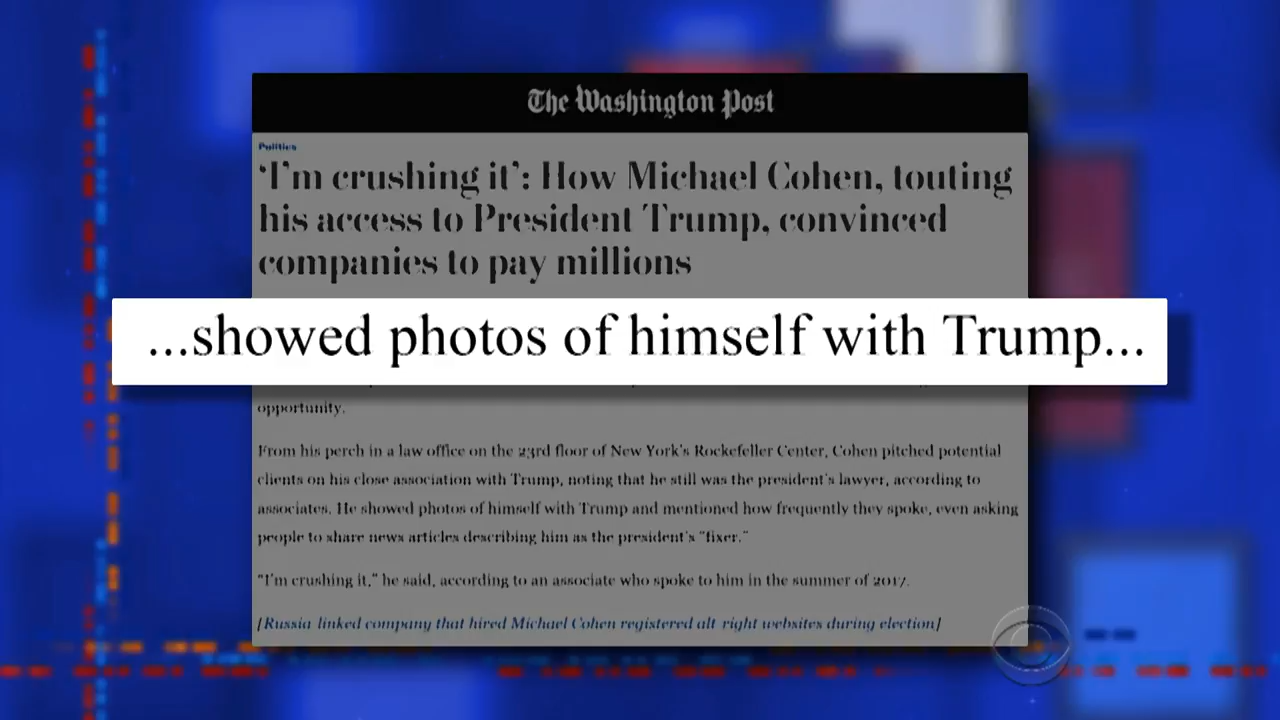 The Washington Post
Politics
‘I’m crushing it’: How Michael Cohen, touting
his access to President Trump, convinced
companies to pay millions
...showed photos of himself with Trump...
opportunity.
From his perch in a law office on the 23rd floor of New York’s Rockefeller Center, Cohen pitched potential
clients on his close association with Trump, noting that he still was the president’s lawyer, according to
associates. He showed photos of himself with Trump and mentioned how frequently they spoke, even asking
people to share news articles describing him as the president’s “fixer.”
“I’m crushing it,” he said, according to an associate who spoke to him in the summer of 2017.
[Russia-linked company that hired Michael Cohen registered alt-right websites during election]